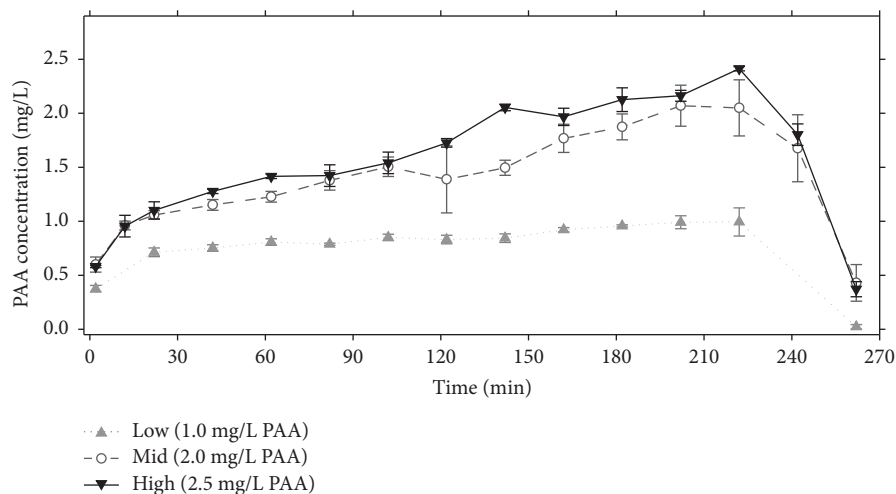 2.5
2.0
1.5
1.0
0.5
0.0
PAA concentration (mg/L)
0 30 60 90 120 150 180 210 240 270
Time (min)
Low (1.0 mg/L PAA)
Mid (2.0 mg/L PAA)
High (2.5 mg/L PAA)